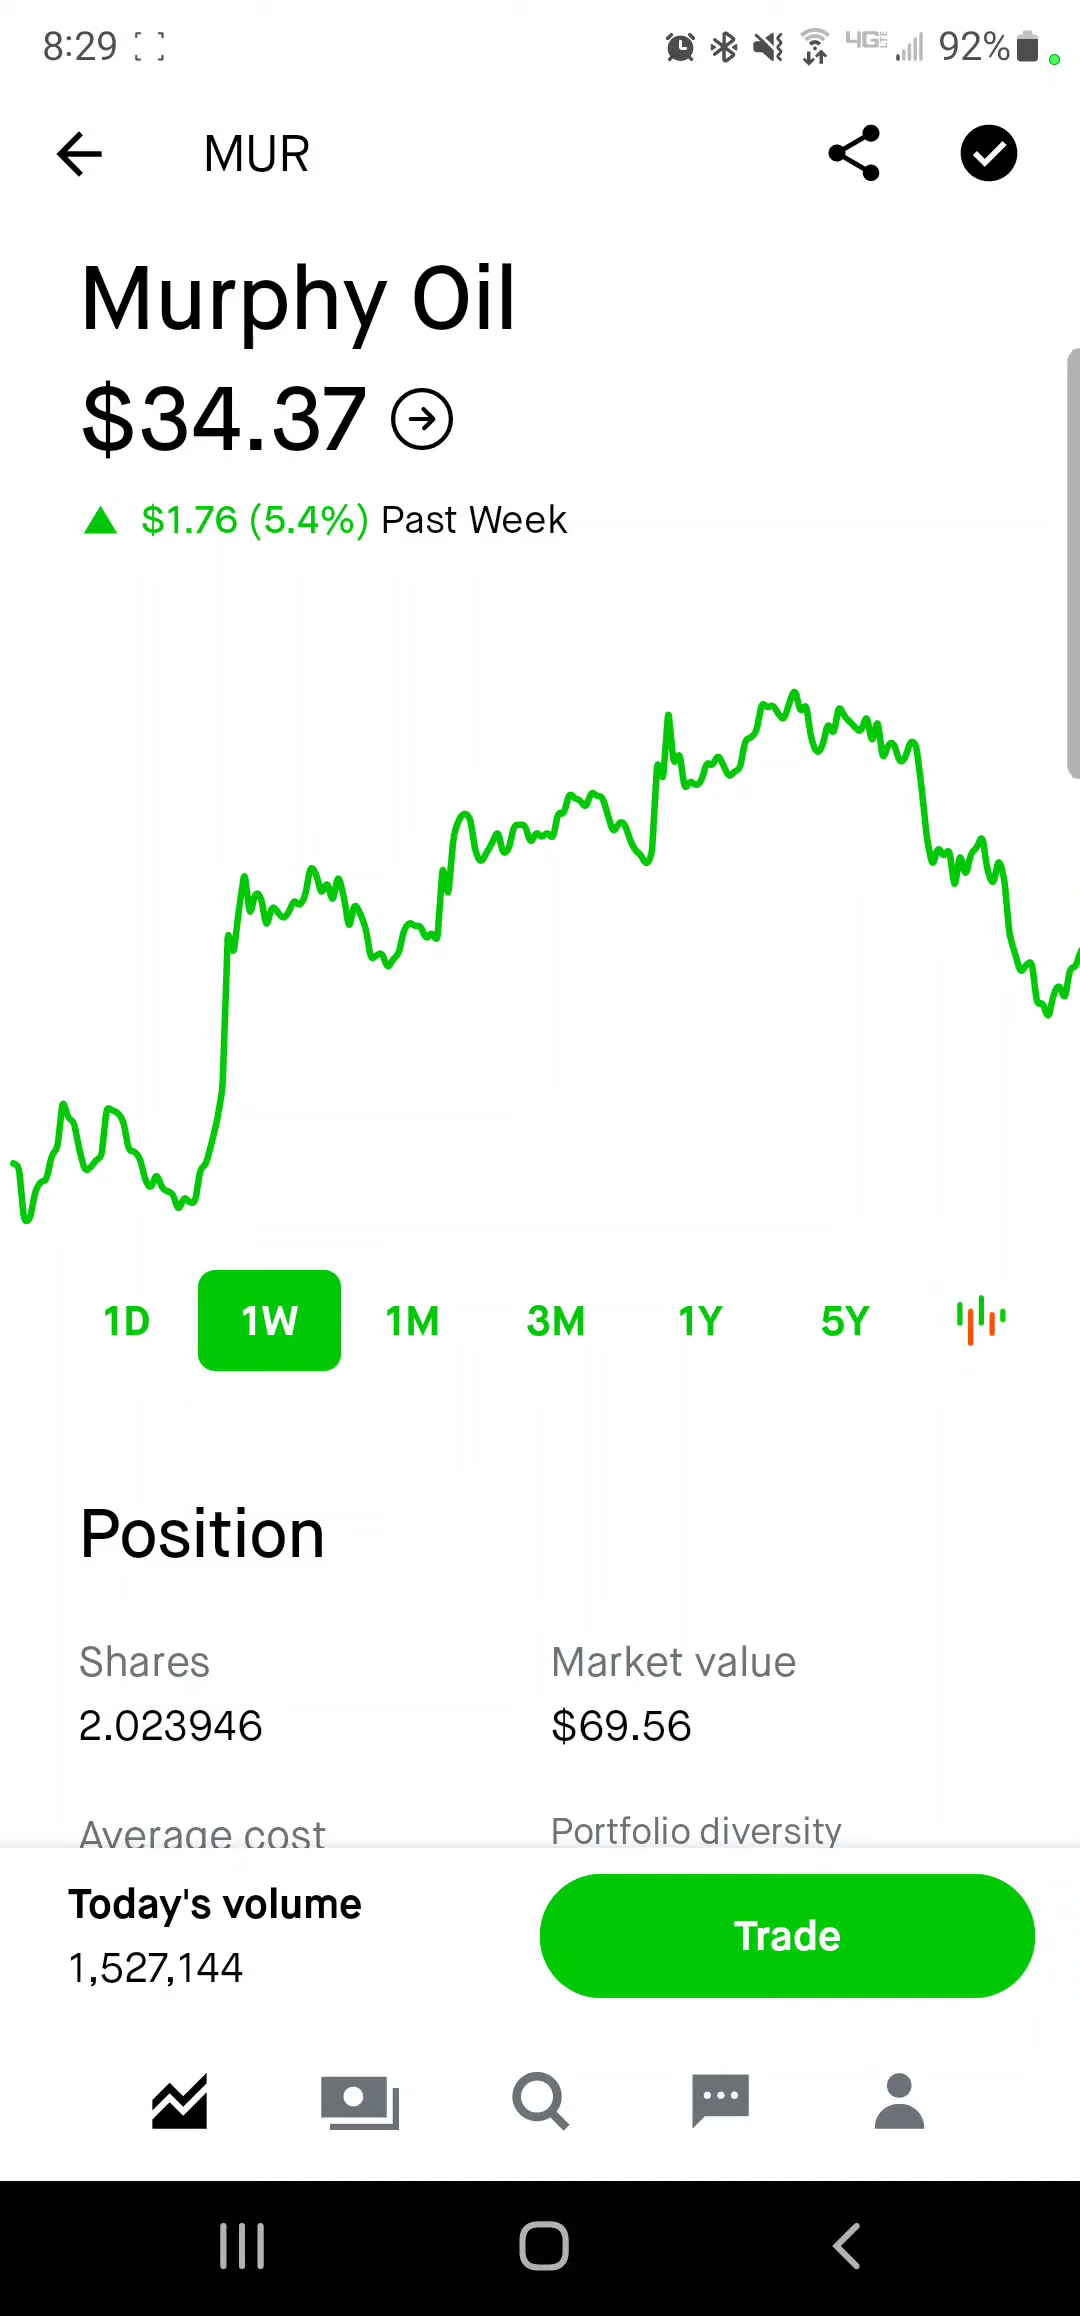 8:29 4G LTE 92%
MUR
Murphy Oil
$34.37
$1.76 (5.4%) Past Week
1D 1W 1M 3M 1Y 5Y
Position
Shares Market value
2.023946 $69.56
Average cost Portfolio diversity
Today's volume Trade
1,527,144